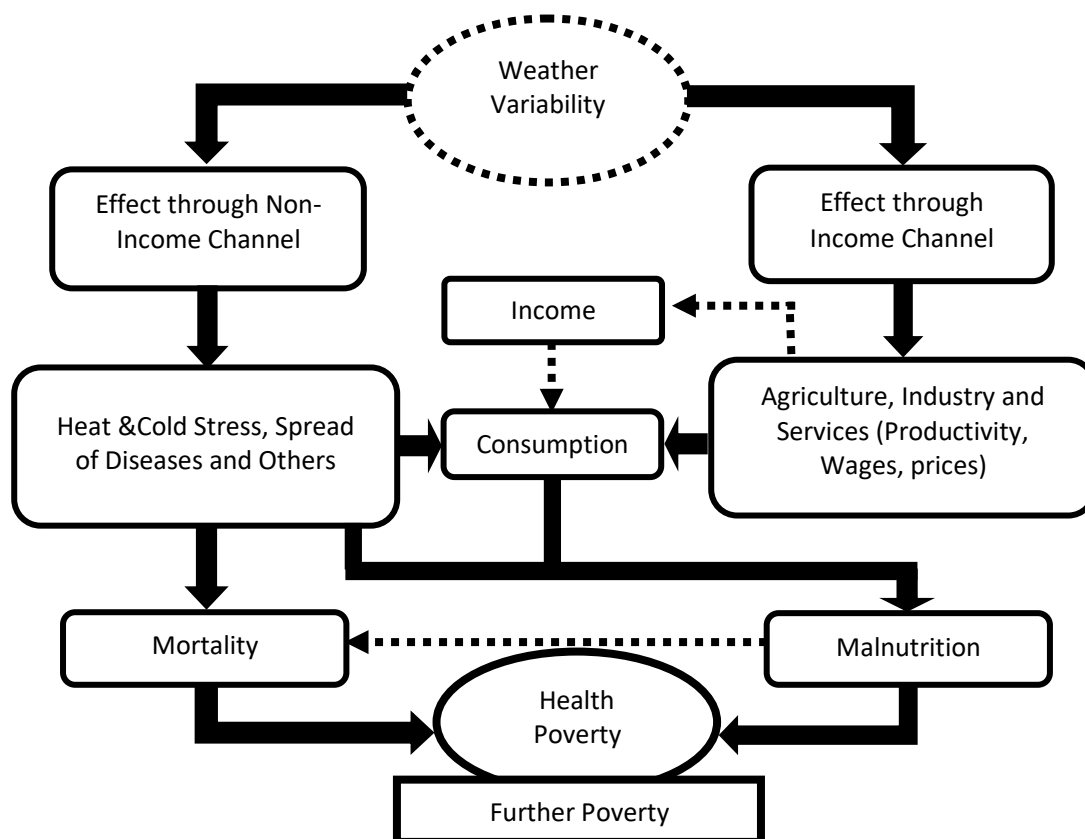 Weather
Variability
Effect through Non-
Income Channel
Effect through
Income Channel
Income
Heat &Cold Stress, Spread
of Diseases and Others
Consumption
Agriculture, Industry and
Services (Productivity,
Wages, prices)
Mortality
Malnutrition
Health
Poverty
Further Poverty